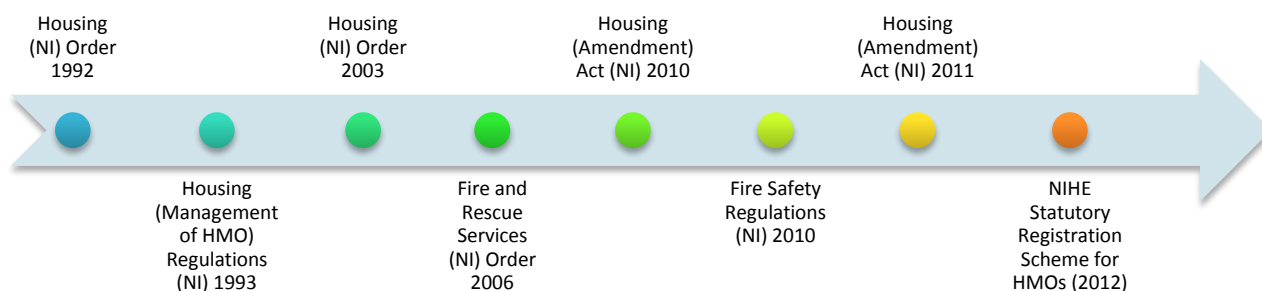 Housing
(NI) Order
1992
Housing
(Management
of HMO)
Regulations
(NI) 1993
Housing
(NI) Order
2003
Fire and
Rescue
Services
(NI) Order
2006
Housing
(Amendment)
Act (NI) 2010
Fire Safety
Regulations
(NI) 2010
Housing
(Amendment)
Act (NI) 2011
NIHE
Statutory
Registration
Scheme for
HMOs (2012)